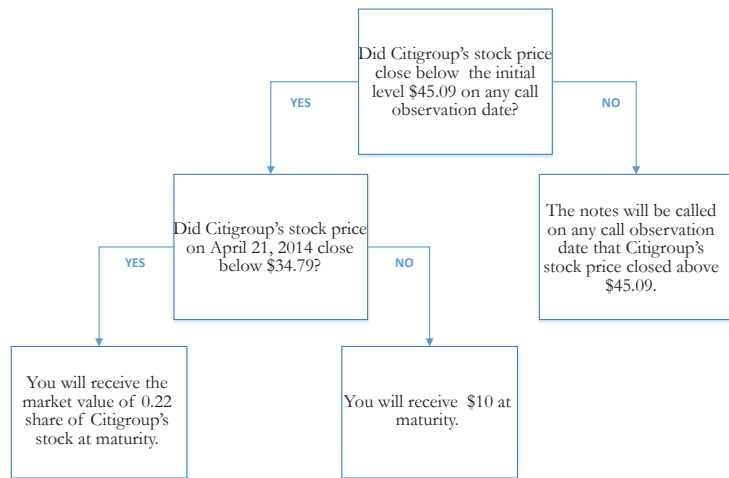 Did Citigroup's stock price
close below the initial
level $45.09 on any call
observation date?
YES
NO
Did Citigroup's stock price
on April 21, 2014 close
below $34.79?
The notes will be called
on any call observation
date that Citigroup's
stock price closed above
$45.09.
YES
NO
You will receive the
market value of 0.22
share of Citigroup's
stock at maturity.
You will receive $10 at
maturity.